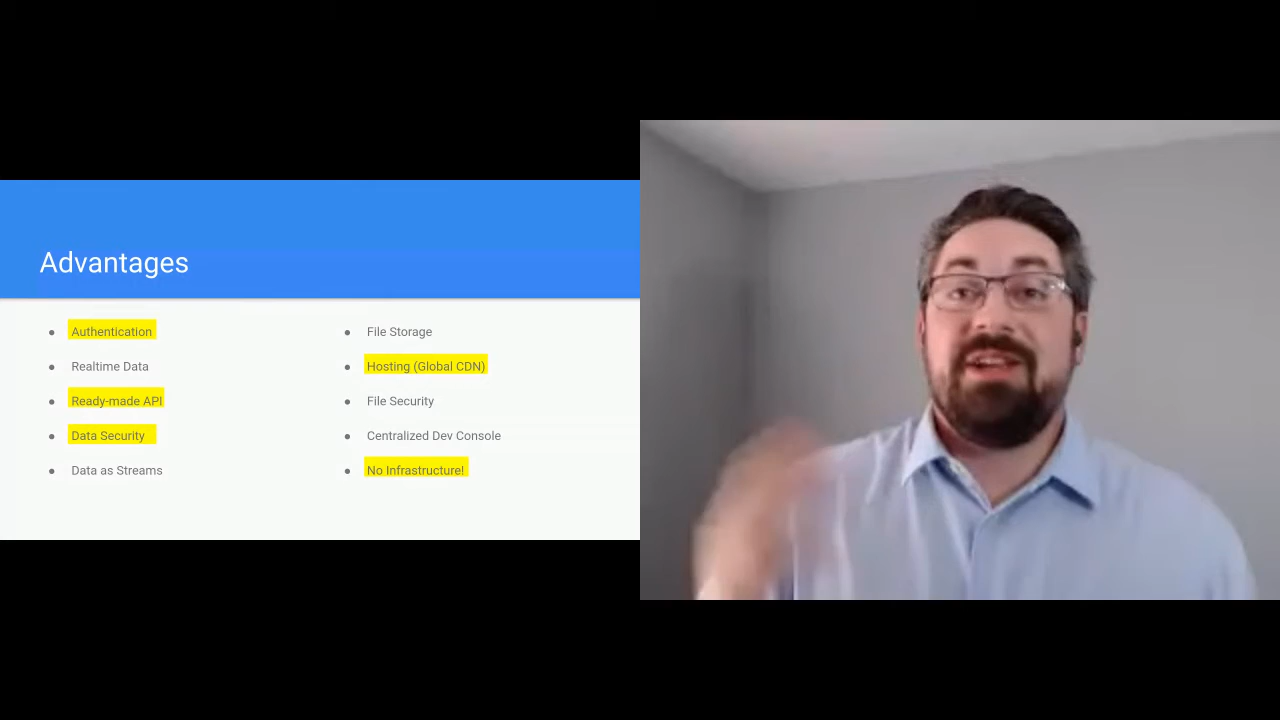 Advantages
Authentication
Realtime Data
Ready-made API
Data Security
Data as Streams
File Storage
Hosting (Global CDN)
File Security
Centralized Dev Console
No Infrastructure!